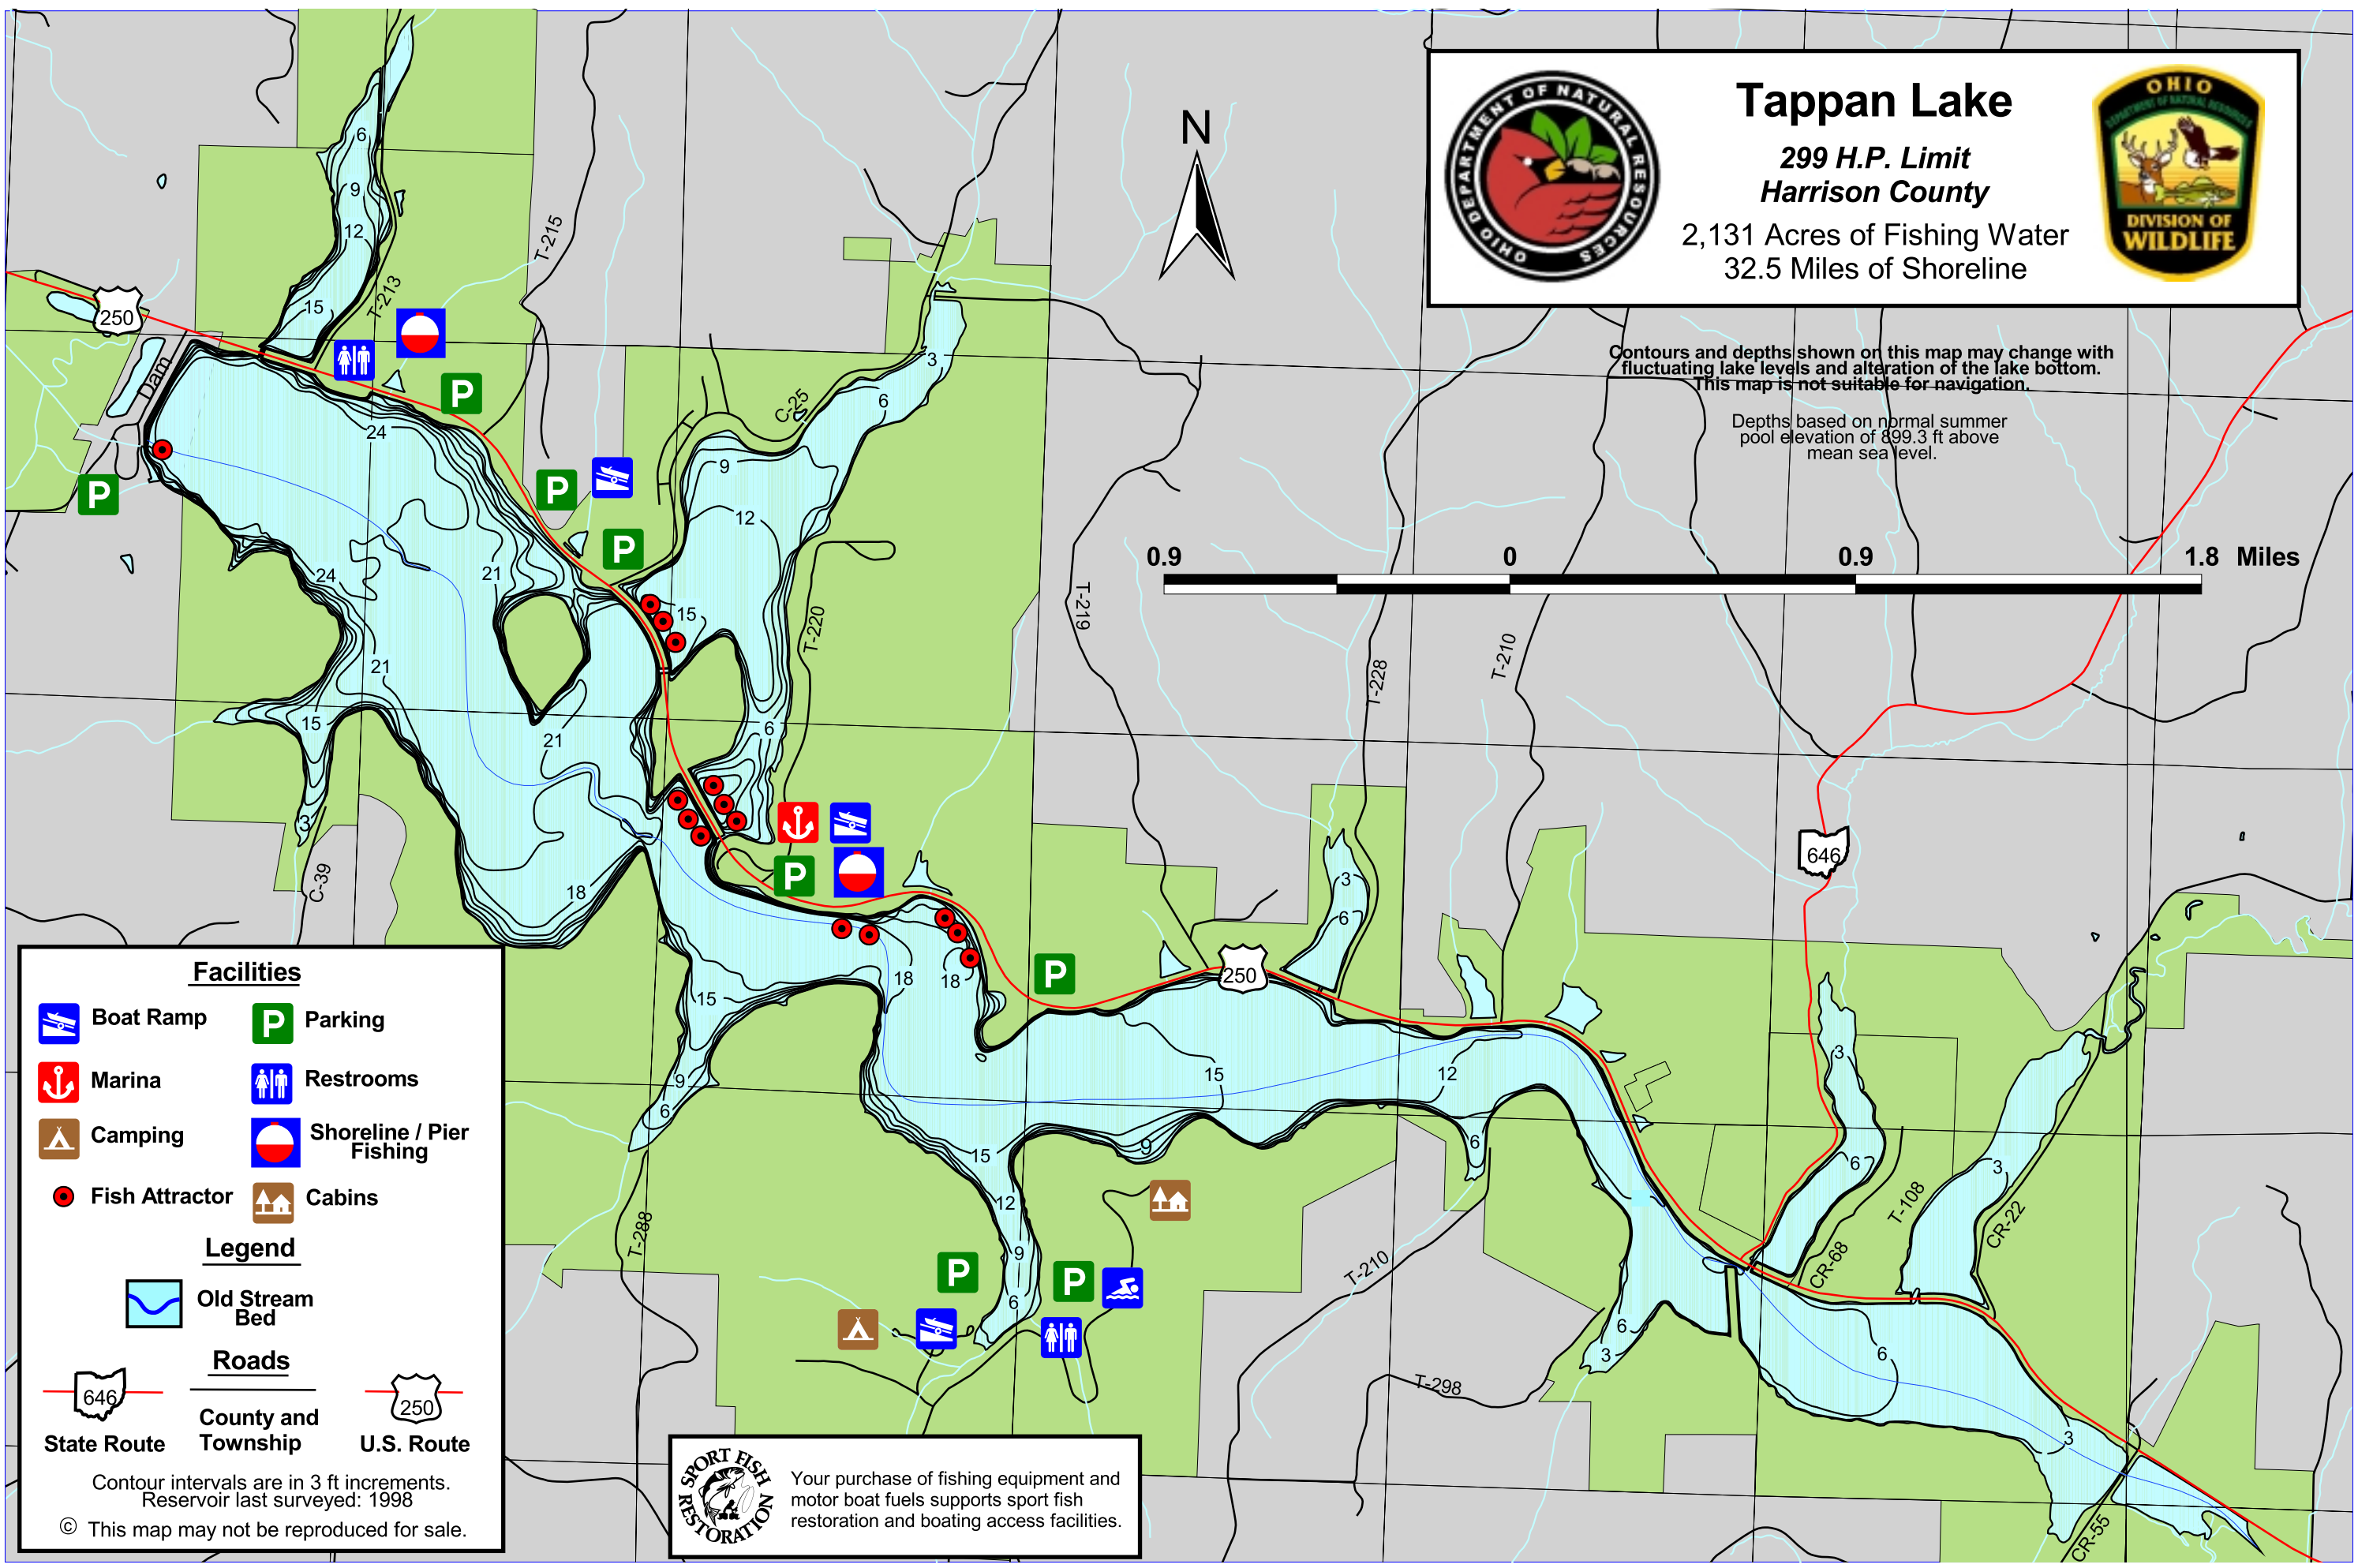 Tappan Lake
299 H.P. Limit
Harrison County
2,131 Acres of Fishing Water
32.5 Miles of Shoreline
OHIO DEPARTMENT OF NATURAL RESOURCES
OHIO
DEPARTMENT OF NATURAL RESOURCES
DIVISION OF
WILDLIFE
N
Contours and depths shown on this map may change with
fluctuating lake levels and alteration of the lake bottom.
This map is not suitable for navigation.
Depths based on normal summer
pool elevation of 899.3 ft above
mean sea level.
0.9 0 0.9 1.8 Miles
6
9
12
15
T-213
T-215
250
Dam
P
24
P
P
P
C-25
3
6
9
12
15
24
21
21
21
15
3
C-39
18
6
T-220
T-219
T-228
T-210
646
P
18
18
P
250
3
6
15
9
6
T-288
15
12
15
9
12
9
6
P
P
6
T-210
T-298
3
6
T-108
3
CR-22
CR-68
6
3
6
3
CR-55
Facilities
Boat Ramp
P Parking
Marina
Restrooms
Camping
Shoreline / Pier
Fishing
Fish Attractor
Cabins
Legend
Old Stream
Bed
Roads
646
250
State Route
County and
Township
U.S. Route
Contour intervals are in 3 ft increments.
Reservoir last surveyed: 1998
© This map may not be reproduced for sale.
SPORT FISH
RESTORATION
Your purchase of fishing equipment and
motor boat fuels supports sport fish
restoration and boating access facilities.